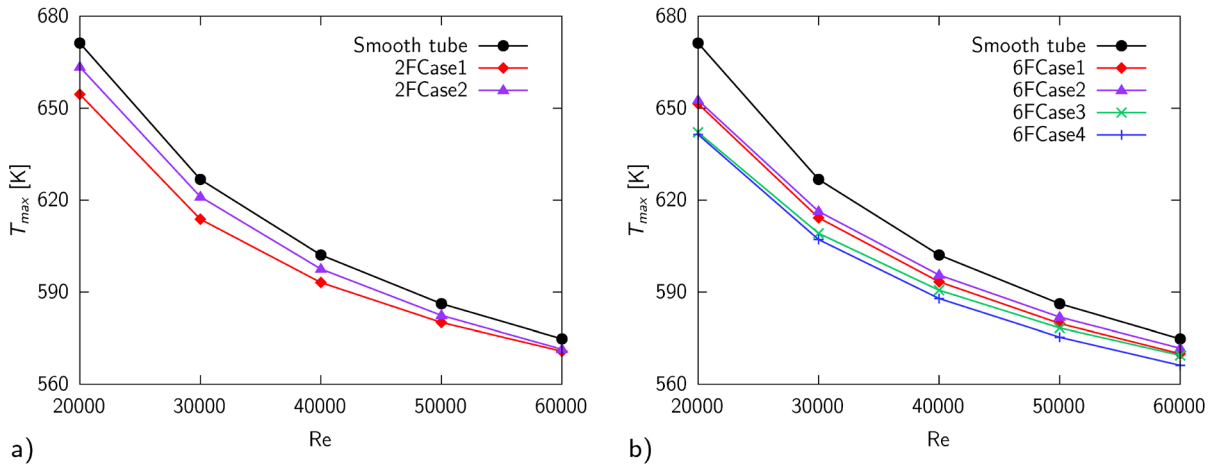 680
650
620
590
560
T_max [K]
Smooth tube
2FCase1
2FCase2
20000 30000 40000 50000 60000
Re
a)
680
650
620
590
560
T_max [K]
Smooth tube
6FCase1
6FCase2
6FCase3
6FCase4
20000 30000 40000 50000 60000
Re
b)